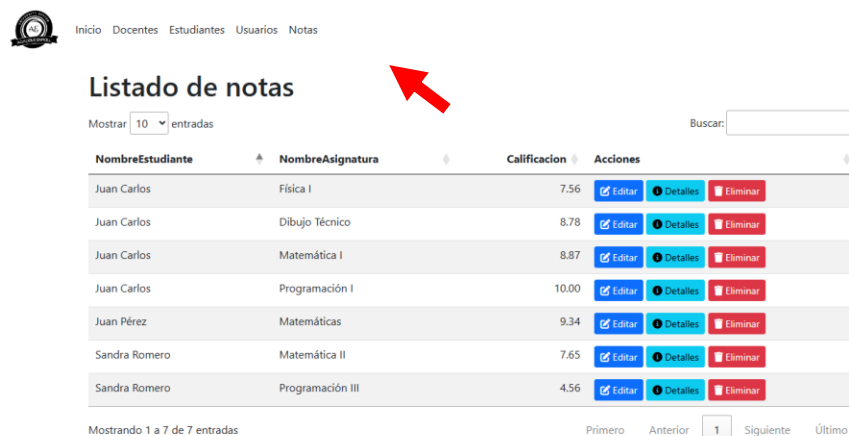 AE
Inicio Docentes Estudiantes Usuarios Notas
Listado de notas
Mostrar 10 entradas
Buscar:
NombreEstudiante NombreAsignatura Calificacion Acciones
Juan Carlos Física I 7.56 Editar Detalles Eliminar
Juan Carlos Dibujo Técnico 8.78 Editar Detalles Eliminar
Juan Carlos Matemática I 8.87 Editar Detalles Eliminar
Juan Carlos Programación I 10.00 Editar Detalles Eliminar
Juan Pérez Matemáticas 9.34 Editar Detalles Eliminar
Sandra Romero Matemática II 7.65 Editar Detalles Eliminar
Sandra Romero Programación III 4.56 Editar Detalles Eliminar
Mostrando 1 a 7 de 7 entradas
Primero Anterior 1 Siguiente Último